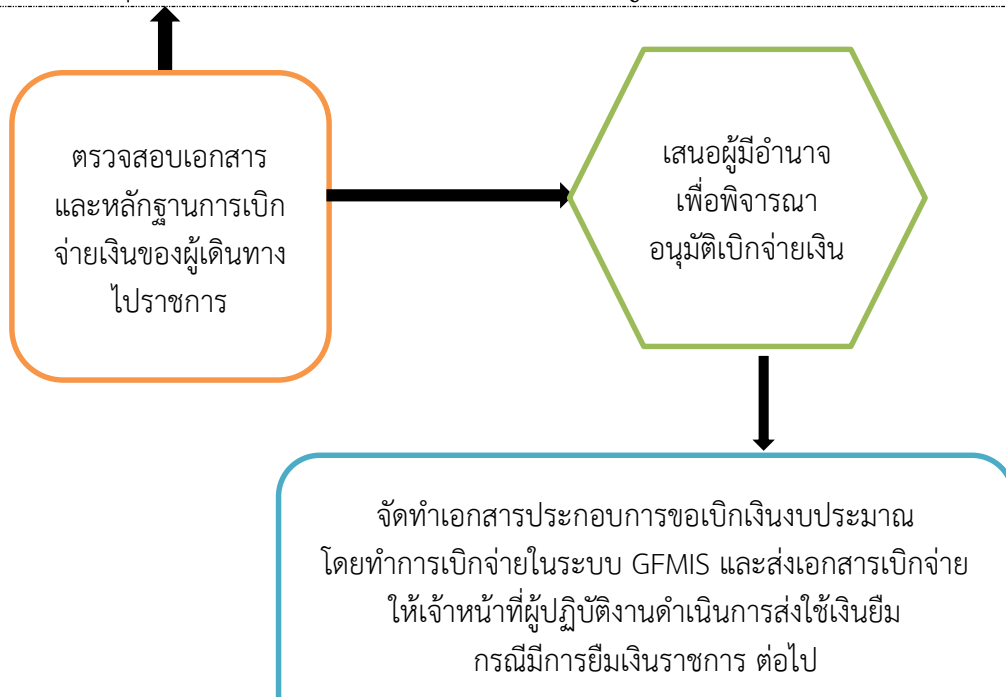 ตรวจสอบเอกสาร
และหลักฐานการเบิก
จ่ายเงินของผู้เดินทาง
ไปราชการ
เสนอผู้มีอำนาจ
เพื่อพิจารณา
อนุมัติเบิกจ่ายเงิน
จัดทำเอกสารประกอบการขอเบิกเงินงบประมาณ
โดยทำการเบิกจ่ายในระบบ GFMIS และส่งเอกสารเบิกจ่าย
ให้เจ้าหน้าที่ผู้ปฏิบัติงานดำเนินการส่งใช้เงินยืม
กรณีมีการยืมเงินราชการ ต่อไป